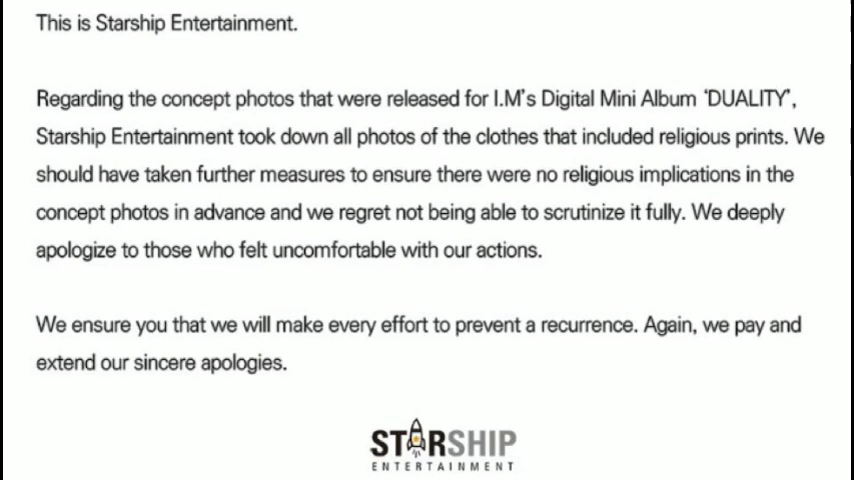 This is Starship Entertainment.
Regarding the concept photos that were released for I.M's Digital Mini Album ‘DUALITY’,
Starship Entertainment took down all photos of the clothes that included religious prints. We
should have taken further measures to ensure there were no religious implications in the
concept photos in advance and we regret not being able to scrutinize it fully. We deeply
apologize to those who felt uncomfortable with our actions.
We ensure you that we will make every effort to prevent a recurrence. Again, we pay and
extend our sincere apologies.
STARSHIP
ENTERTAINMENT